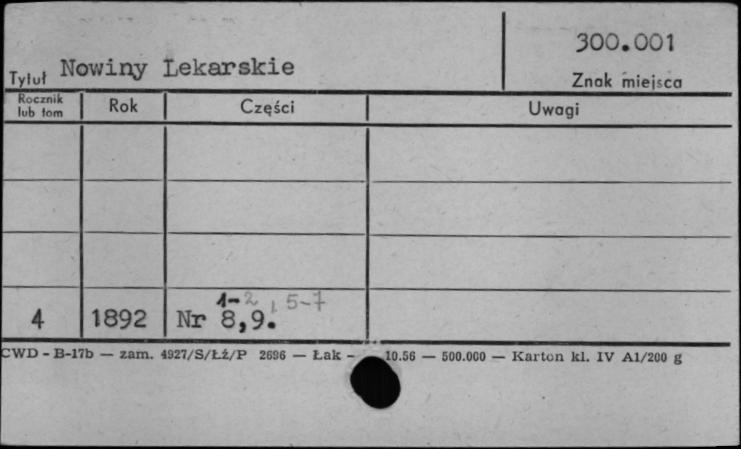 300.001
Tytuł Nowiny Lekarskie
Znak miejsca
Rocznik lub tom Rok Części Uwagi
1-2, 5-7
4 1892 Nr 8,9.
CWD - B-17b — zam. 4927/S/Łź/P 2696 — Łak - 10.56 — 500.000 — Karton kl. IV A1/200 g